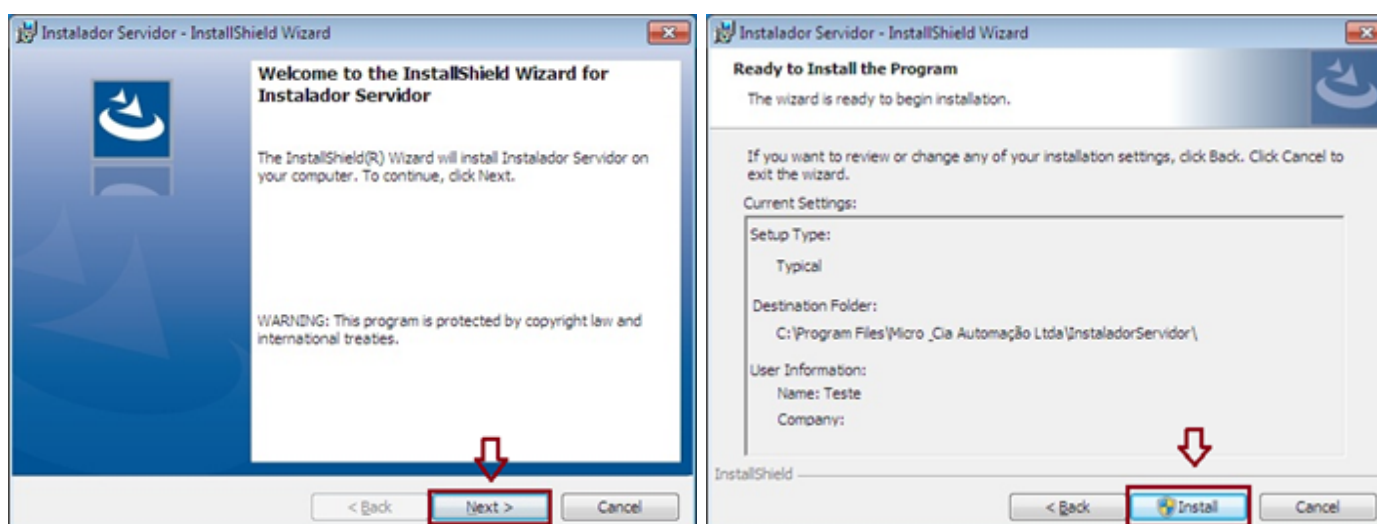 Instalador Servidor - InstallShield Wizard
Welcome to the InstallShield Wizard for
Instalador Servidor
The InstallShield(R) Wizard will install Instalador Servidor on
your computer. To continue, click Next.
WARNING: This program is protected by copyright law and
international treaties.
< Back
Next >
Cancel
Instalador Servidor - InstallShield Wizard
Ready to Install the Program
The wizard is ready to begin installation.
If you want to review or change any of your installation settings, click Back. Click Cancel to
exit the wizard.
Current Settings:
Setup Type:
Typical
Destination Folder:
C:\Program Files\Micro _Cia Automação Ltda\InstaladorServidor\
User Information:
Name: Teste
Company:
InstallShield
< Back
Install
Cancel